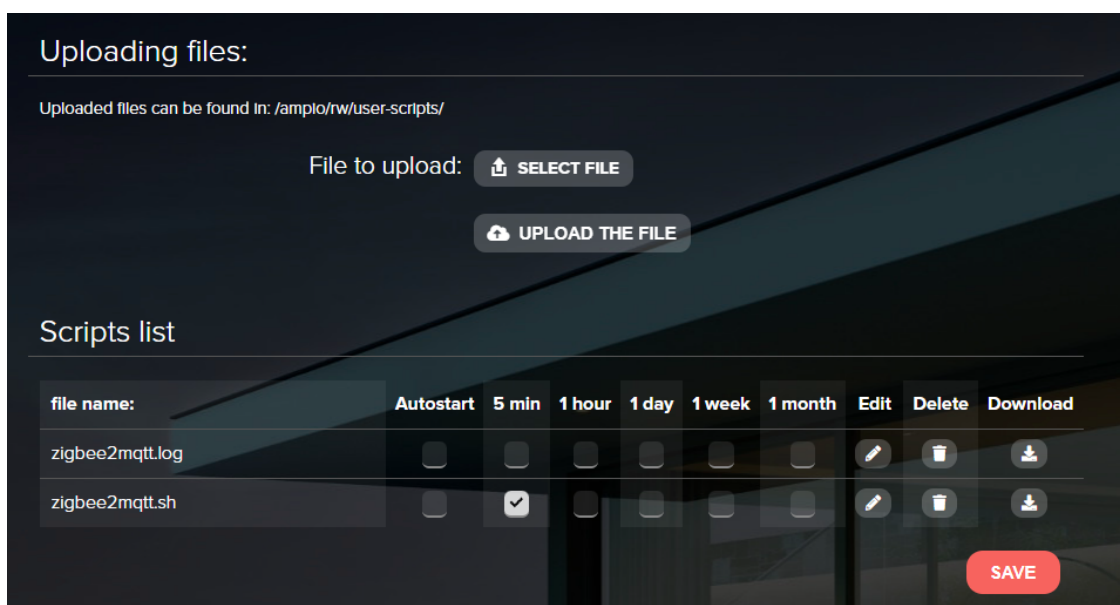 Uploading files:
Uploaded files can be found in: /ampio/rw/user-scripts/
File to upload: SELECT FILE
UPLOAD THE FILE
Scripts list
file name: Autostart 5 min 1 hour 1 day 1 week 1 month Edit Delete Download
zigbee2mqtt.log
zigbee2mqtt.sh
SAVE